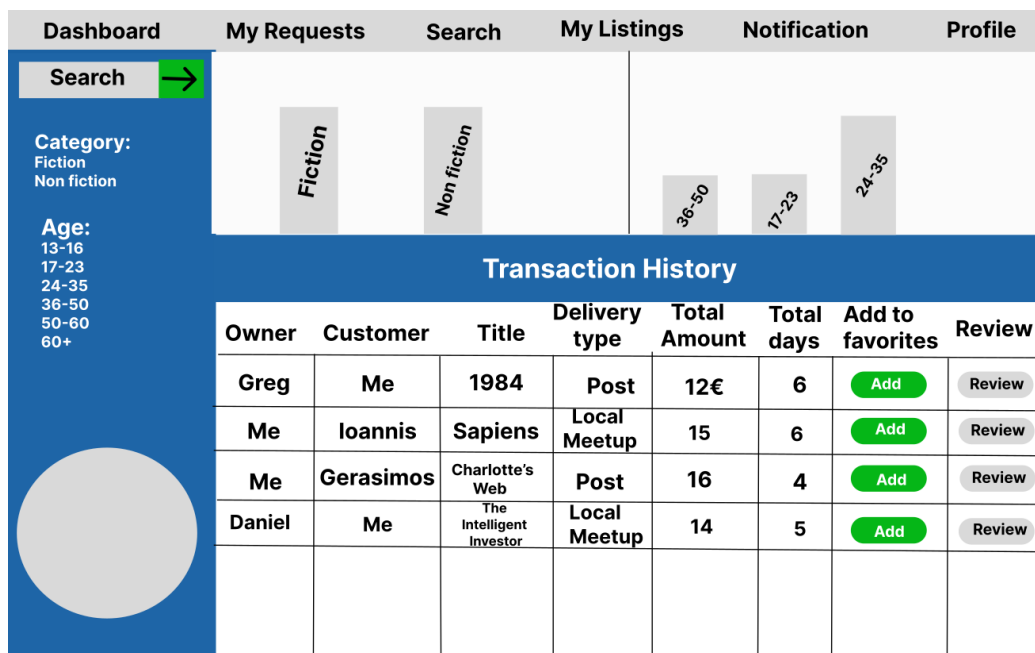 Dashboard
My Requests
Search
My Listings
Notification
Profile
Search
Category:
Fiction
Non fiction
Age:
13-16
17-23
24-35
36-50
50-60
60+
Fiction
Non fiction
36-50
17-23
24-35
Transaction History
Owner
Customer
Title
Delivery
type
Total
Amount
Total
days
Add to
favorites
Review
Greg
Me
1984
Post
12€
6
Add
Review
Me
Ioannis
Sapiens
Local
Meetup
15
6
Add
Review
Me
Gerasimos
Charlotte's
Web
Post
16
4
Add
Review
Daniel
Me
The
Intelligent
Investor
Local
Meetup
14
5
Add
Review